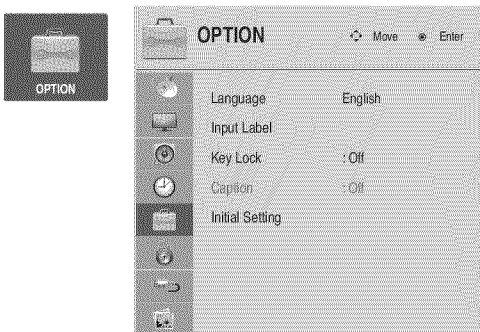 OPTION
OPTION Move Enter
Language English
Input Label
Key Lock : Off
Caption : Off
Initial Setting